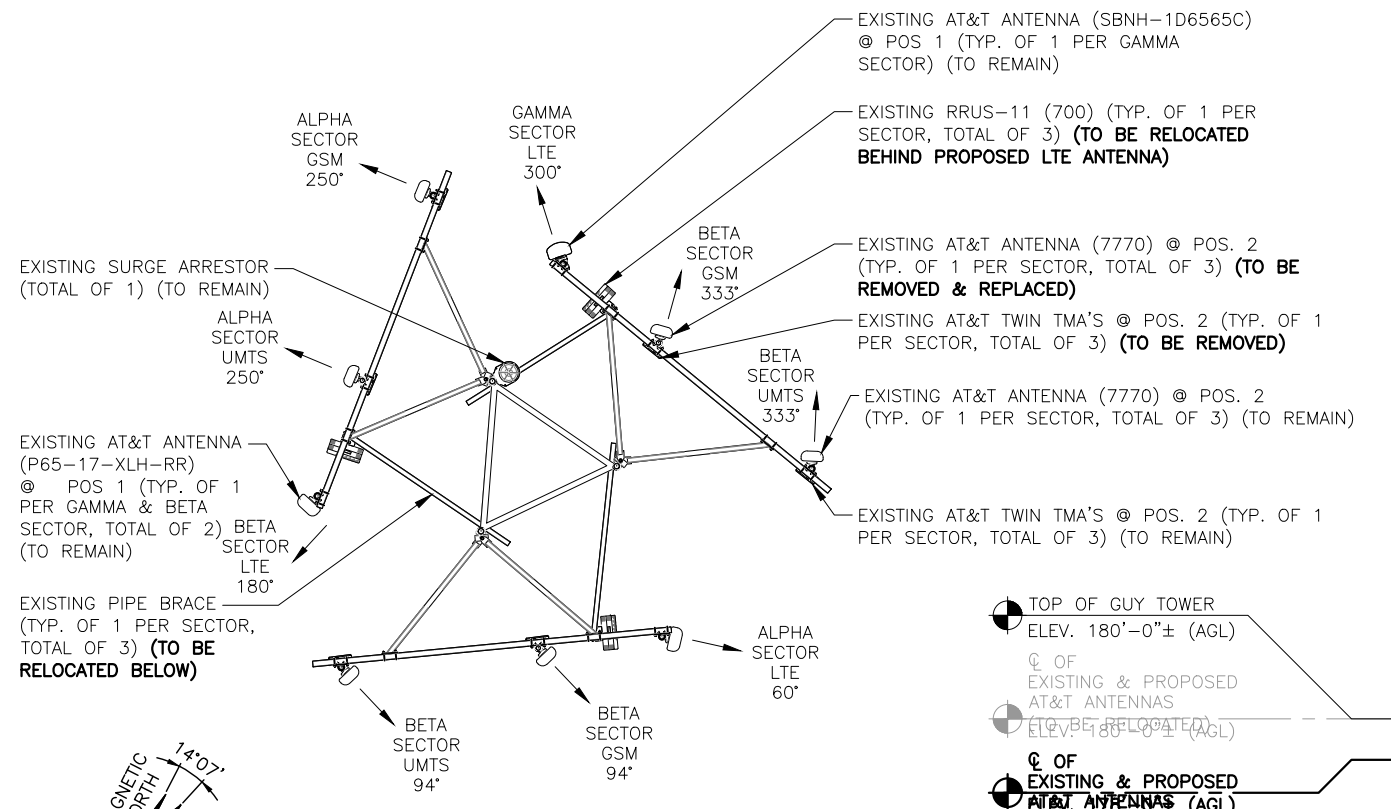 EXISTING AT&T ANTENNA (SBNH-1D6565C)
@ POS 1 (TYP. OF 1 PER GAMMA
SECTOR) (TO REMAIN)
EXISTING RRUS-11 (700) (TYP. OF 1 PER
SECTOR, TOTAL OF 3) (TO BE RELOCATED
BEHIND PROPOSED LTE ANTENNA)
ALPHA
SECTOR
GSM
250°
GAMMA
SECTOR
LTE
300°
BETA
SECTOR
GSM
333°
EXISTING AT&T ANTENNA (7770) @ POS. 2
(TYP. OF 1 PER SECTOR, TOTAL OF 3) (TO BE
REMOVED & REPLACED)
EXISTING SURGE ARRESTOR
(TOTAL OF 1) (TO REMAIN)
ALPHA
SECTOR
UMTS
250°
EXISTING AT&T TWIN TMA'S @ POS. 2 (TYP. OF 1
PER SECTOR, TOTAL OF 3) (TO BE REMOVED)
BETA
SECTOR
UMTS
333°
EXISTING AT&T ANTENNA (7770) @ POS. 2
(TYP. OF 1 PER SECTOR, TOTAL OF 3) (TO REMAIN)
EXISTING AT&T ANTENNA
(P65-17-XLH-RR)
@ POS 1 (TYP. OF 1
PER GAMMA & BETA
SECTOR, TOTAL OF 2)
(TO REMAIN)
BETA
SECTOR
LTE
180°
EXISTING AT&T TWIN TMA'S @ POS. 2 (TYP. OF 1
PER SECTOR, TOTAL OF 3) (TO REMAIN)
EXISTING PIPE BRACE
(TYP. OF 1 PER SECTOR,
TOTAL OF 3) (TO BE
RELOCATED BELOW)
ALPHA
SECTOR
LTE
60°
BETA
SECTOR
UMTS
94°
BETA
SECTOR
GSM
94°
TOP OF GUY TOWER
ELEV. 180'-0"± (AGL)
℄ OF
EXISTING & PROPOSED
AT&T ANTENNAS
(TO BE RELOCATED)
ELEV. 180'-0"± (AGL)
℄ OF
EXISTING & PROPOSED
AT&T ANTENNAS
(AGL)
14°07'